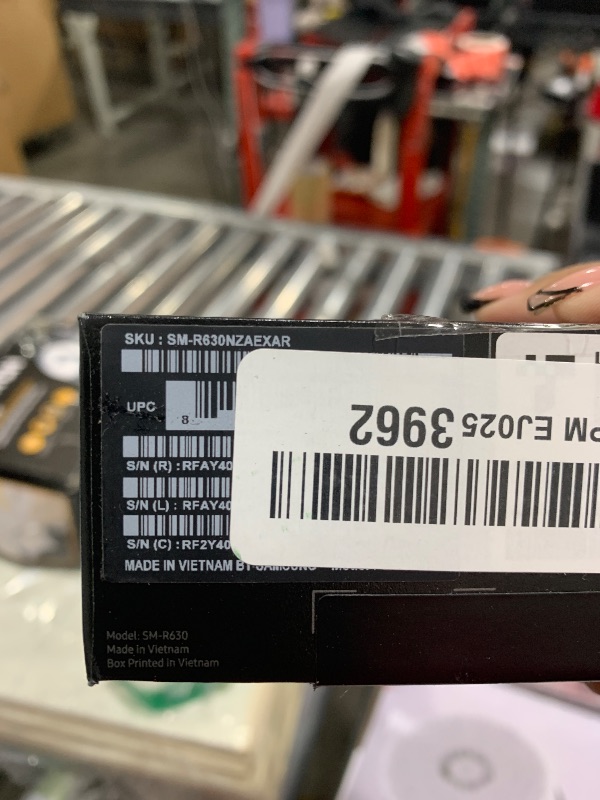 SKU : SM-R630NZAEXAR
UPC
8
S/N (R) : RFAY40
S/N (L) : RFAY40
S/N (C) : RF2Y40
MADE IN VIETNAM BY SAMSUNG
PM EJ025 3962
Model: SM-R630
Made in Vietnam
Box Printed in Vietnam